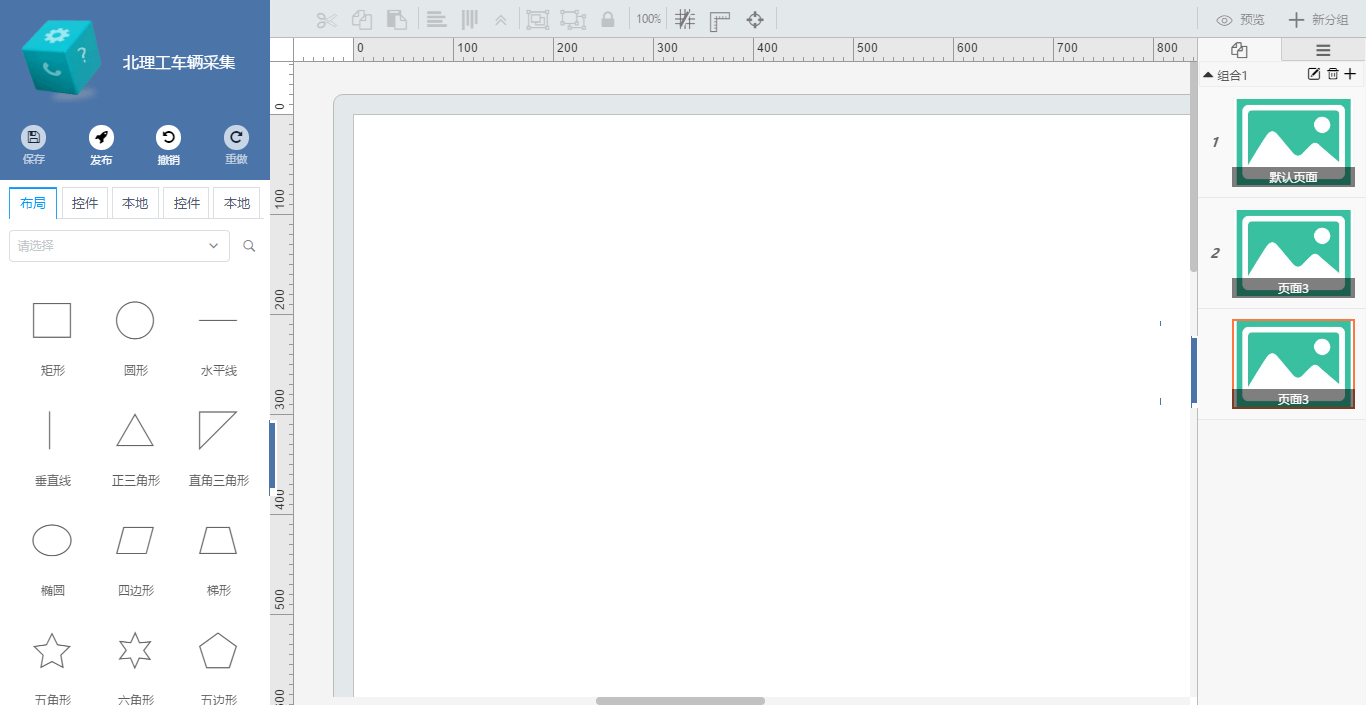 北理工车辆采集
保存 发布 撤销 重做
100%
预览 新分组
布局 控件 本地 控件 本地
请选择
矩形 圆形 水平线
垂直线 正三角形 直角三角形
椭圆 四边形 梯形
五角形 六角形 五边形
0 100 200 300 400 500 600 700 800
0
100
200
300
400
500
组合1
?
1
默认页面
2
页面3
页面3